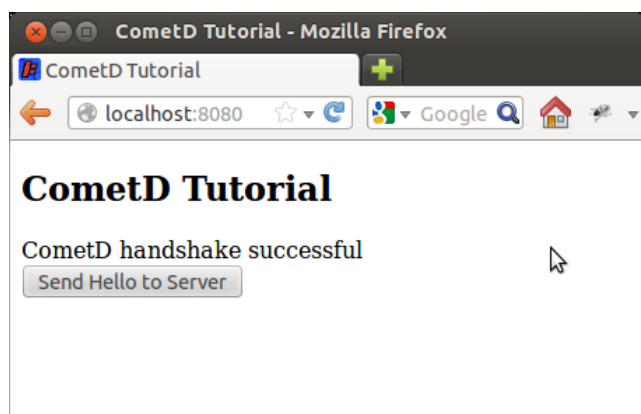 CometD Tutorial - Mozilla Firefox
CometD Tutorial
localhost:8080
Google
CometD Tutorial
CometD handshake successful
Send Hello to Server